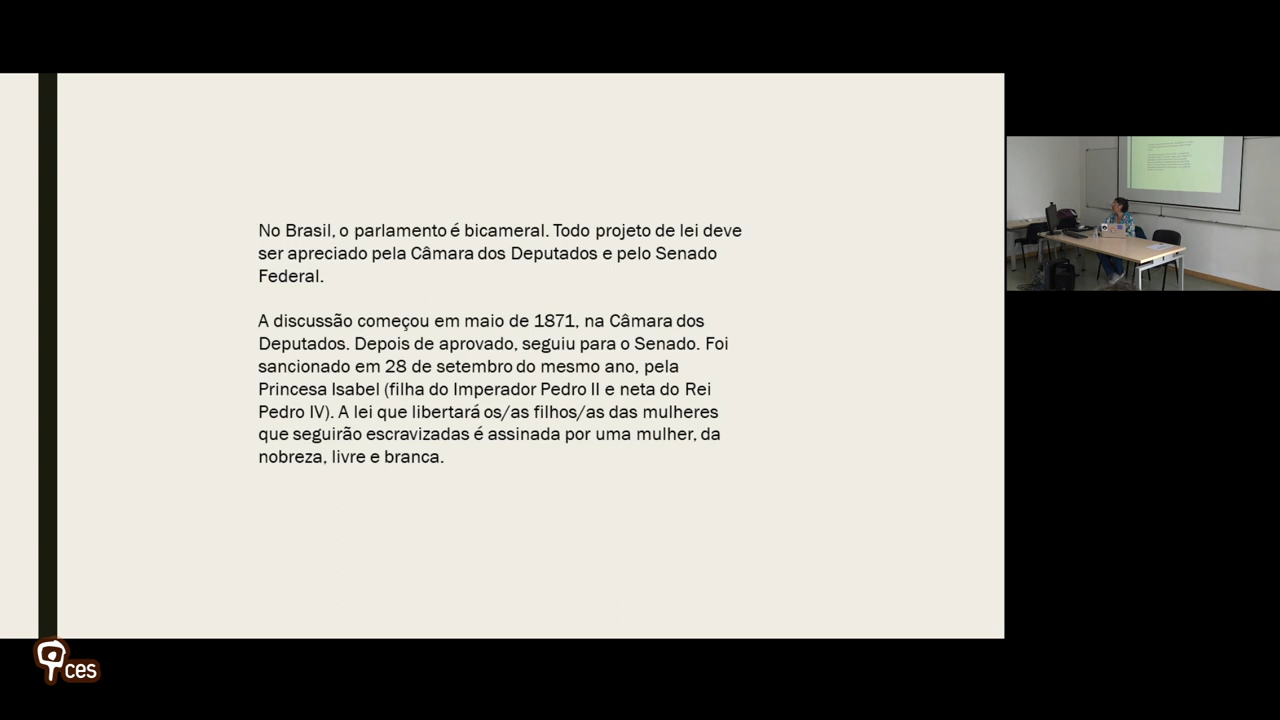 No Brasil, o parlamento é bicameral. Todo projeto de lei deve
ser apreciado pela Câmara dos Deputados e pelo Senado
Federal.
A discussão começou em maio de 1871, na Câmara dos
Deputados. Depois de aprovado, seguiu para o Senado. Foi
sancionado em 28 de setembro do mesmo ano, pela
Princesa Isabel (filha do Imperador Pedro II e neta do Rei
Pedro IV). A lei que libertará os/as filhos/as das mulheres
que seguirão escravizadas é assinada por uma mulher, da
nobreza, livre e branca.
ces